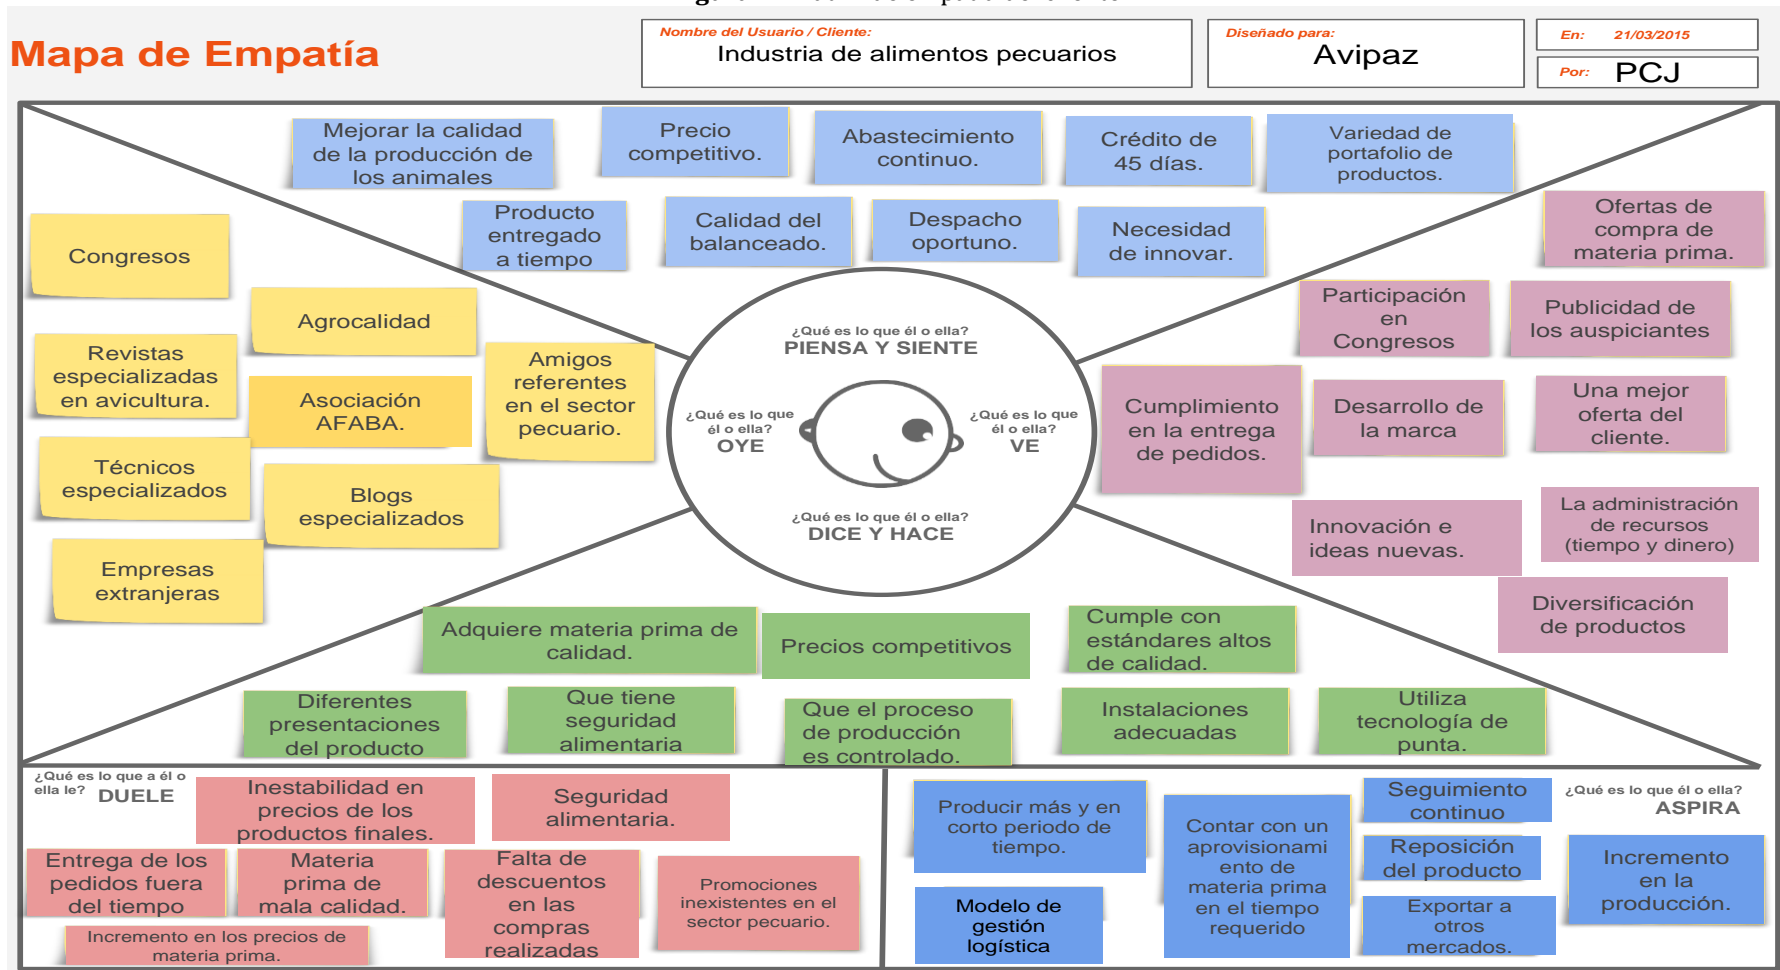 Mapa de Empatía
Nombre del Usuario / Cliente:
Industria de alimentos pecuarios
Diseñado para:
Avipaz
En: 21/03/2015
Por: PCJ
Mejorar la calidad
de la producción de
los animales
Precio
competitivo.
Abastecimiento
continuo.
Crédito de
45 días.
Variedad de
portafolio de
productos.
Producto
entregado
a tiempo
Calidad del
balanceado.
Despacho
oportuno.
Necesidad
de innovar.
Congresos
Agrocalidad
Revistas
especializadas
en avicultura.
Asociación
AFABA.
Amigos
referentes
en el sector
pecuario.
Técnicos
especializados
Blogs
especializados
Empresas
extranjeras
¿Qué es lo que él o ella?
PIENSA Y SIENTE
¿Qué es lo que
él o ella?
OYE
¿Qué es lo que
él o ella?
VE
¿Qué es lo que él o ella?
DICE Y HACE
Ofertas de
compra de
materia prima.
Participación
en
Congresos
Publicidad de
los auspiciantes
Cumplimiento
en la entrega
de pedidos.
Desarrollo de
la marca
Una mejor
oferta del
cliente.
Innovación e
ideas nuevas.
La administración
de recursos
(tiempo y dinero)
Diversificación
de productos
Adquiere materia prima de
calidad.
Precios competitivos
Cumple con
estándares altos
de calidad.
Diferentes
presentaciones
del producto
Que tiene
seguridad
alimentaria
Que el proceso
de producción
es controlado.
Instalaciones
adecuadas
Utiliza
tecnología de
punta.
¿Qué es lo que a él o
ella le? DUELE
Inestabilidad en
precios de los
productos finales.
Seguridad
alimentaria.
Entrega de los
pedidos fuera
del tiempo
Materia
prima de
mala calidad.
Falta de
descuentos
en las
compras
realizadas
Promociones
inexistentes en el
sector pecuario.
Incremento en los precios de
materia prima.
¿Qué es lo que él o ella?
ASPIRA
Producir más y en
corto periodo de
tiempo.
Contar con un
aprovisionami
ento de
materia prima
en el tiempo
requerido
Seguimiento
continuo
Reposición
del producto
Incremento
en la
producción.
Modelo de
gestión
logística
Exportar a
otros
mercados.